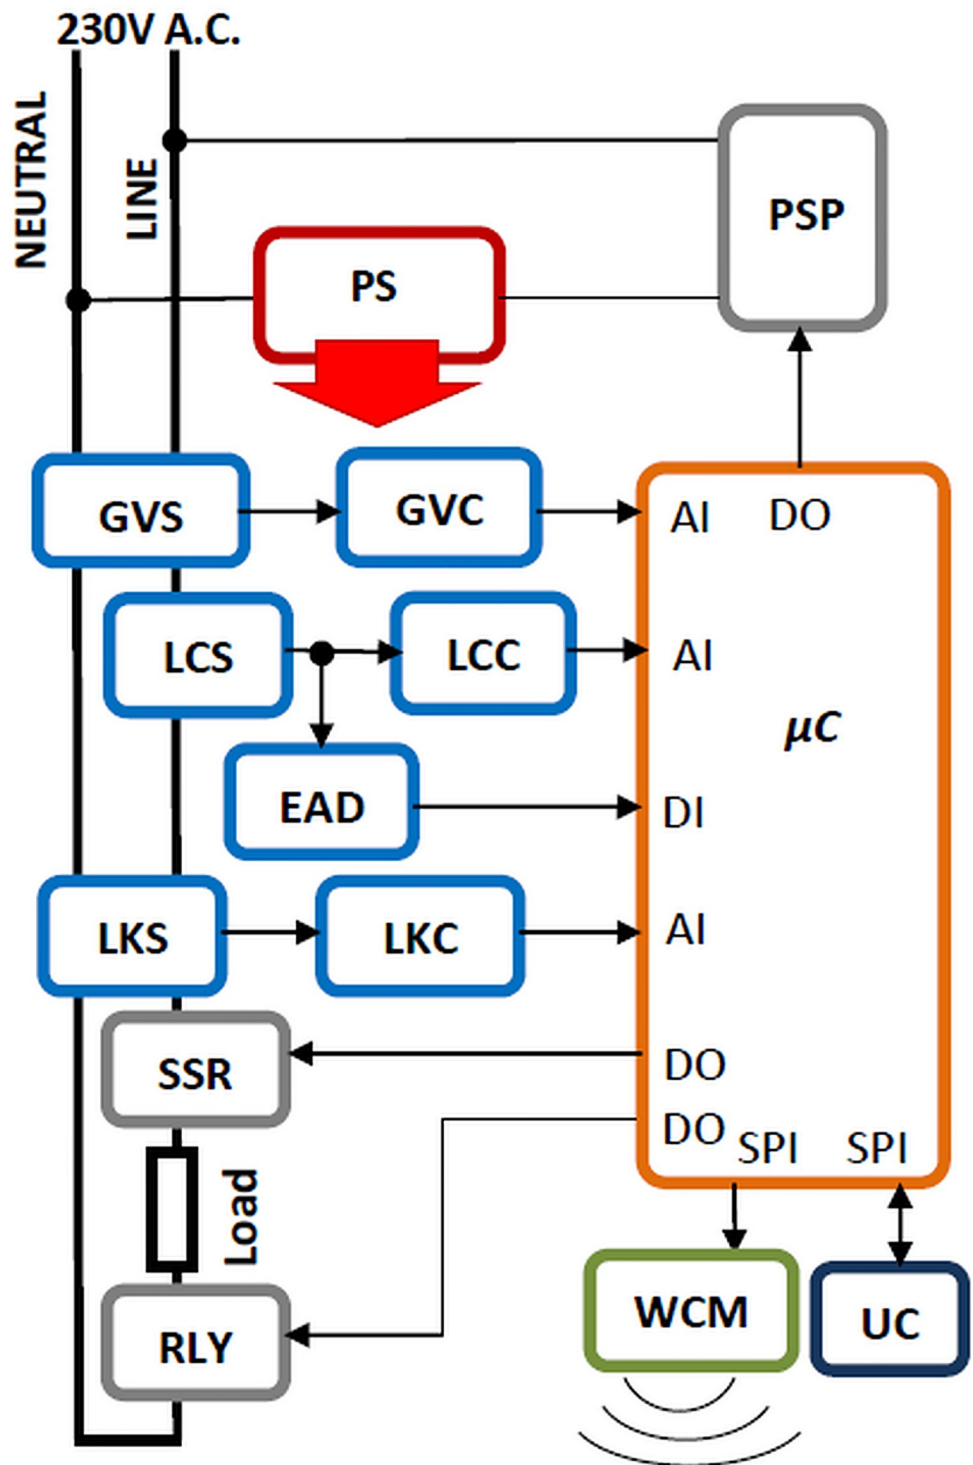 230V A.C.
NEUTRAL
LINE
PSP
PS
GVS
GVC
AI
DO
LCS
LCC
AI
µC
EAD
DI
LKS
LKC
AI
SSR
DO
DO
SPI
SPI
Load
RLY
WCM
UC